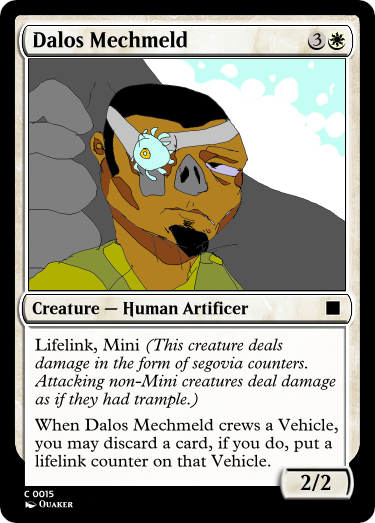 Dalos Mechmeld 3
Creature — Human Artificer
Lifelink, Mini (This creature deals
damage in the form of segovia counters.
Attacking non-Mini creatures deal damage
as if they had trample.)
When Dalos Mechmeld crews a Vehicle,
you may discard a card, if you do, put a
lifelink counter on that Vehicle.
2/2
C 0015
Quaker